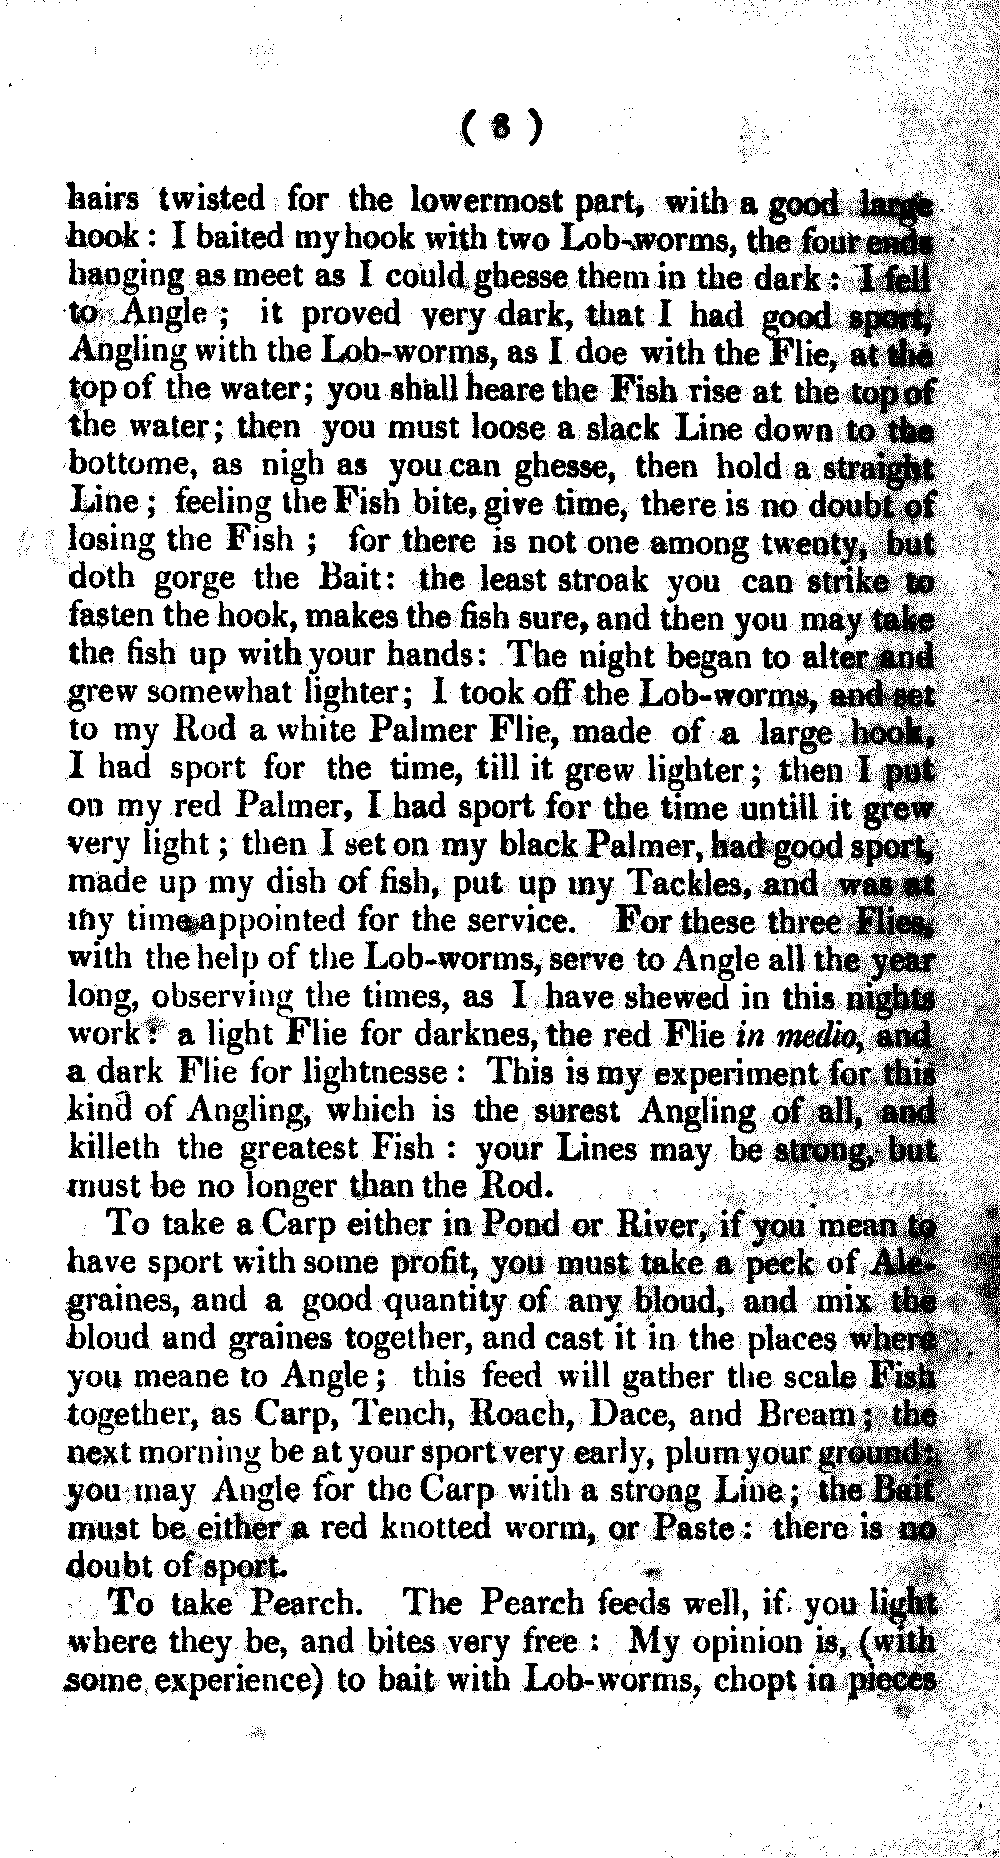 ( 8 )
hairs twisted for the lowermost part, with a good large
hook : I baited my hook with two Lob-worms, the four ends
hanging as meet as I could ghesse them in the dark : I fell
to Angle ; it proved very dark, that I had good sport,
Angling with the Lob-worms, as I doe with the Flie, at the
top of the water; you shall heare the Fish rise at the top of
the water; then you must loose a slack Line down to the
bottome, as nigh as you can ghesse, then hold a straight
Line ; feeling the Fish bite, give time, there is no doubt of
losing the Fish ; for there is not one among twenty, but
doth gorge the Bait: the least stroak you can strike to
fasten the hook, makes the fish sure, and then you may take
the fish up with your hands: The night began to alter and
grew somewhat lighter; I took off the Lob-worms, and set
to my Rod a white Palmer Flie, made of a large hook,
I had sport for the time, till it grew lighter ; then I put
on my red Palmer, I had sport for the time untill it grew
very light ; then I set on my black Palmer, had good sport,
made up my dish of fish, put up my Tackles, and was at
my time appointed for the service. For these three Flies,
with the help of the Lob-worms, serve to Angle all the year
long, observing the times, as I have shewed in this nights
work: a light Flie for darknes, the red Flie in medio, and
a dark Flie for lightnesse : This is my experiment for this
kind of Angling, which is the surest Angling of all, and
killeth the greatest Fish : your Lines may be strong, but
must be no longer than the Rod.
To take a Carp either in Pond or River, if you mean to
have sport with some profit, you must take a peck of Ale-
graines, and a good quantity of any bloud, and mix the
bloud and graines together, and cast it in the places where
you meane to Angle ; this feed will gather the scale Fish
together, as Carp, Tench, Roach, Dace, and Bream ; the
next morning be at your sport very early, plum your ground:
you may Angle for the Carp with a strong Line ; the Bait
must be either a red knotted worm, or Paste : there is no
doubt of sport.
To take Pearch. The Pearch feeds well, if you light
where they be, and bites very free : My opinion is, (with
some experience) to bait with Lob-worms, chopt in pieces